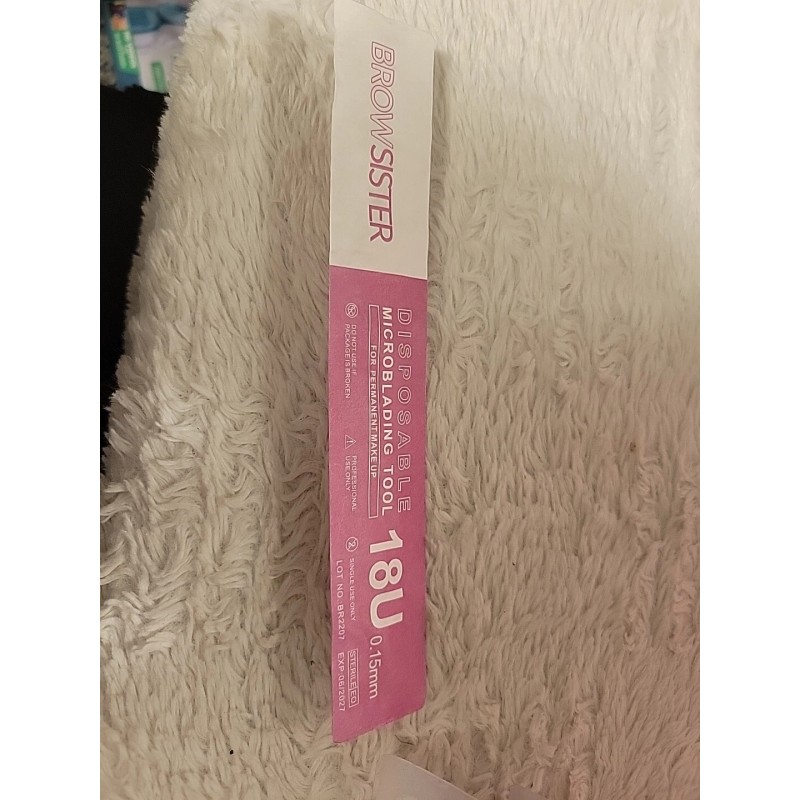 BROWSISTER
DISPOSABLE
MICROBLADING TOOL
FOR PERMANENT MAKE UP
18U 0.15mm
DO NOT USE IF
PACKAGE IS BROKEN
PROFESSIONAL
USE ONLY
2
SINGLE USE ONLY
STERILE EO
LOT NO: BR2207
EXP:06/2027